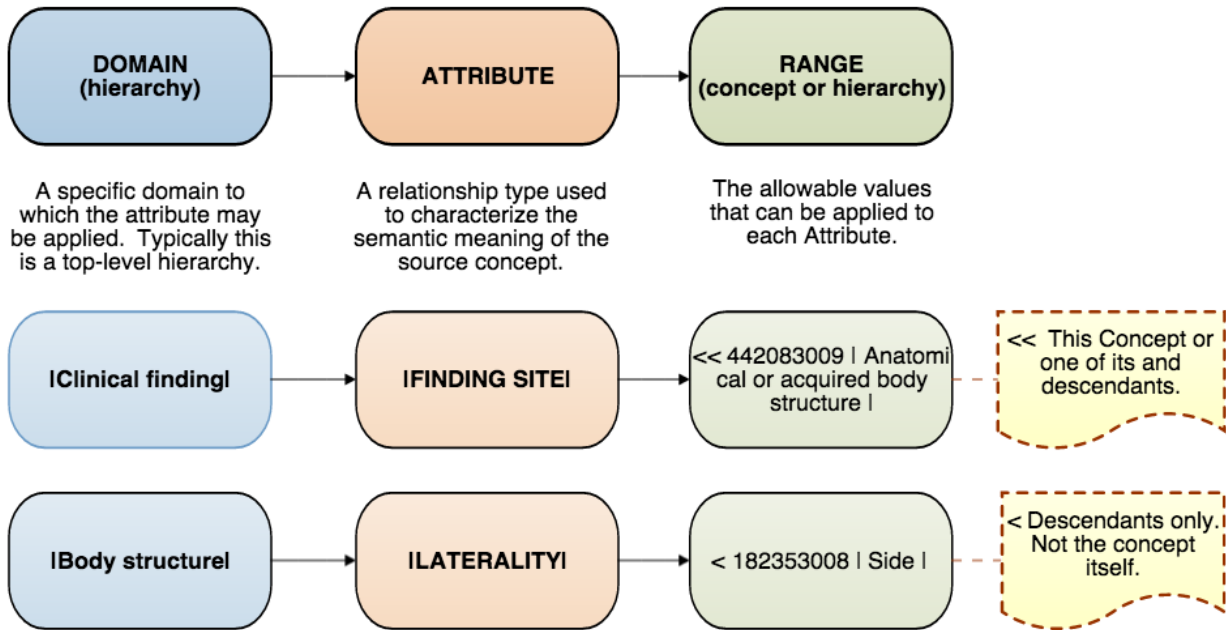 DOMAIN
(hierarchy)
ATTRIBUTE
RANGE
(concept or hierarchy)
A specific domain to
which the attribute may
be applied.  Typically this
is a top-level hierarchy.
A relationship type used
to characterize the
semantic meaning of the
source concept.
The allowable values
that can be applied to
each Attribute.
|Clinical finding|
|FINDING SITE|
<< 442083009 | Anatomi
cal or acquired body
structure |
<<  This Concept or
one of its and
descendants.
|Body structure|
|LATERALITY|
< 182353008 | Side |
< Descendants only.
Not the concept
itself.